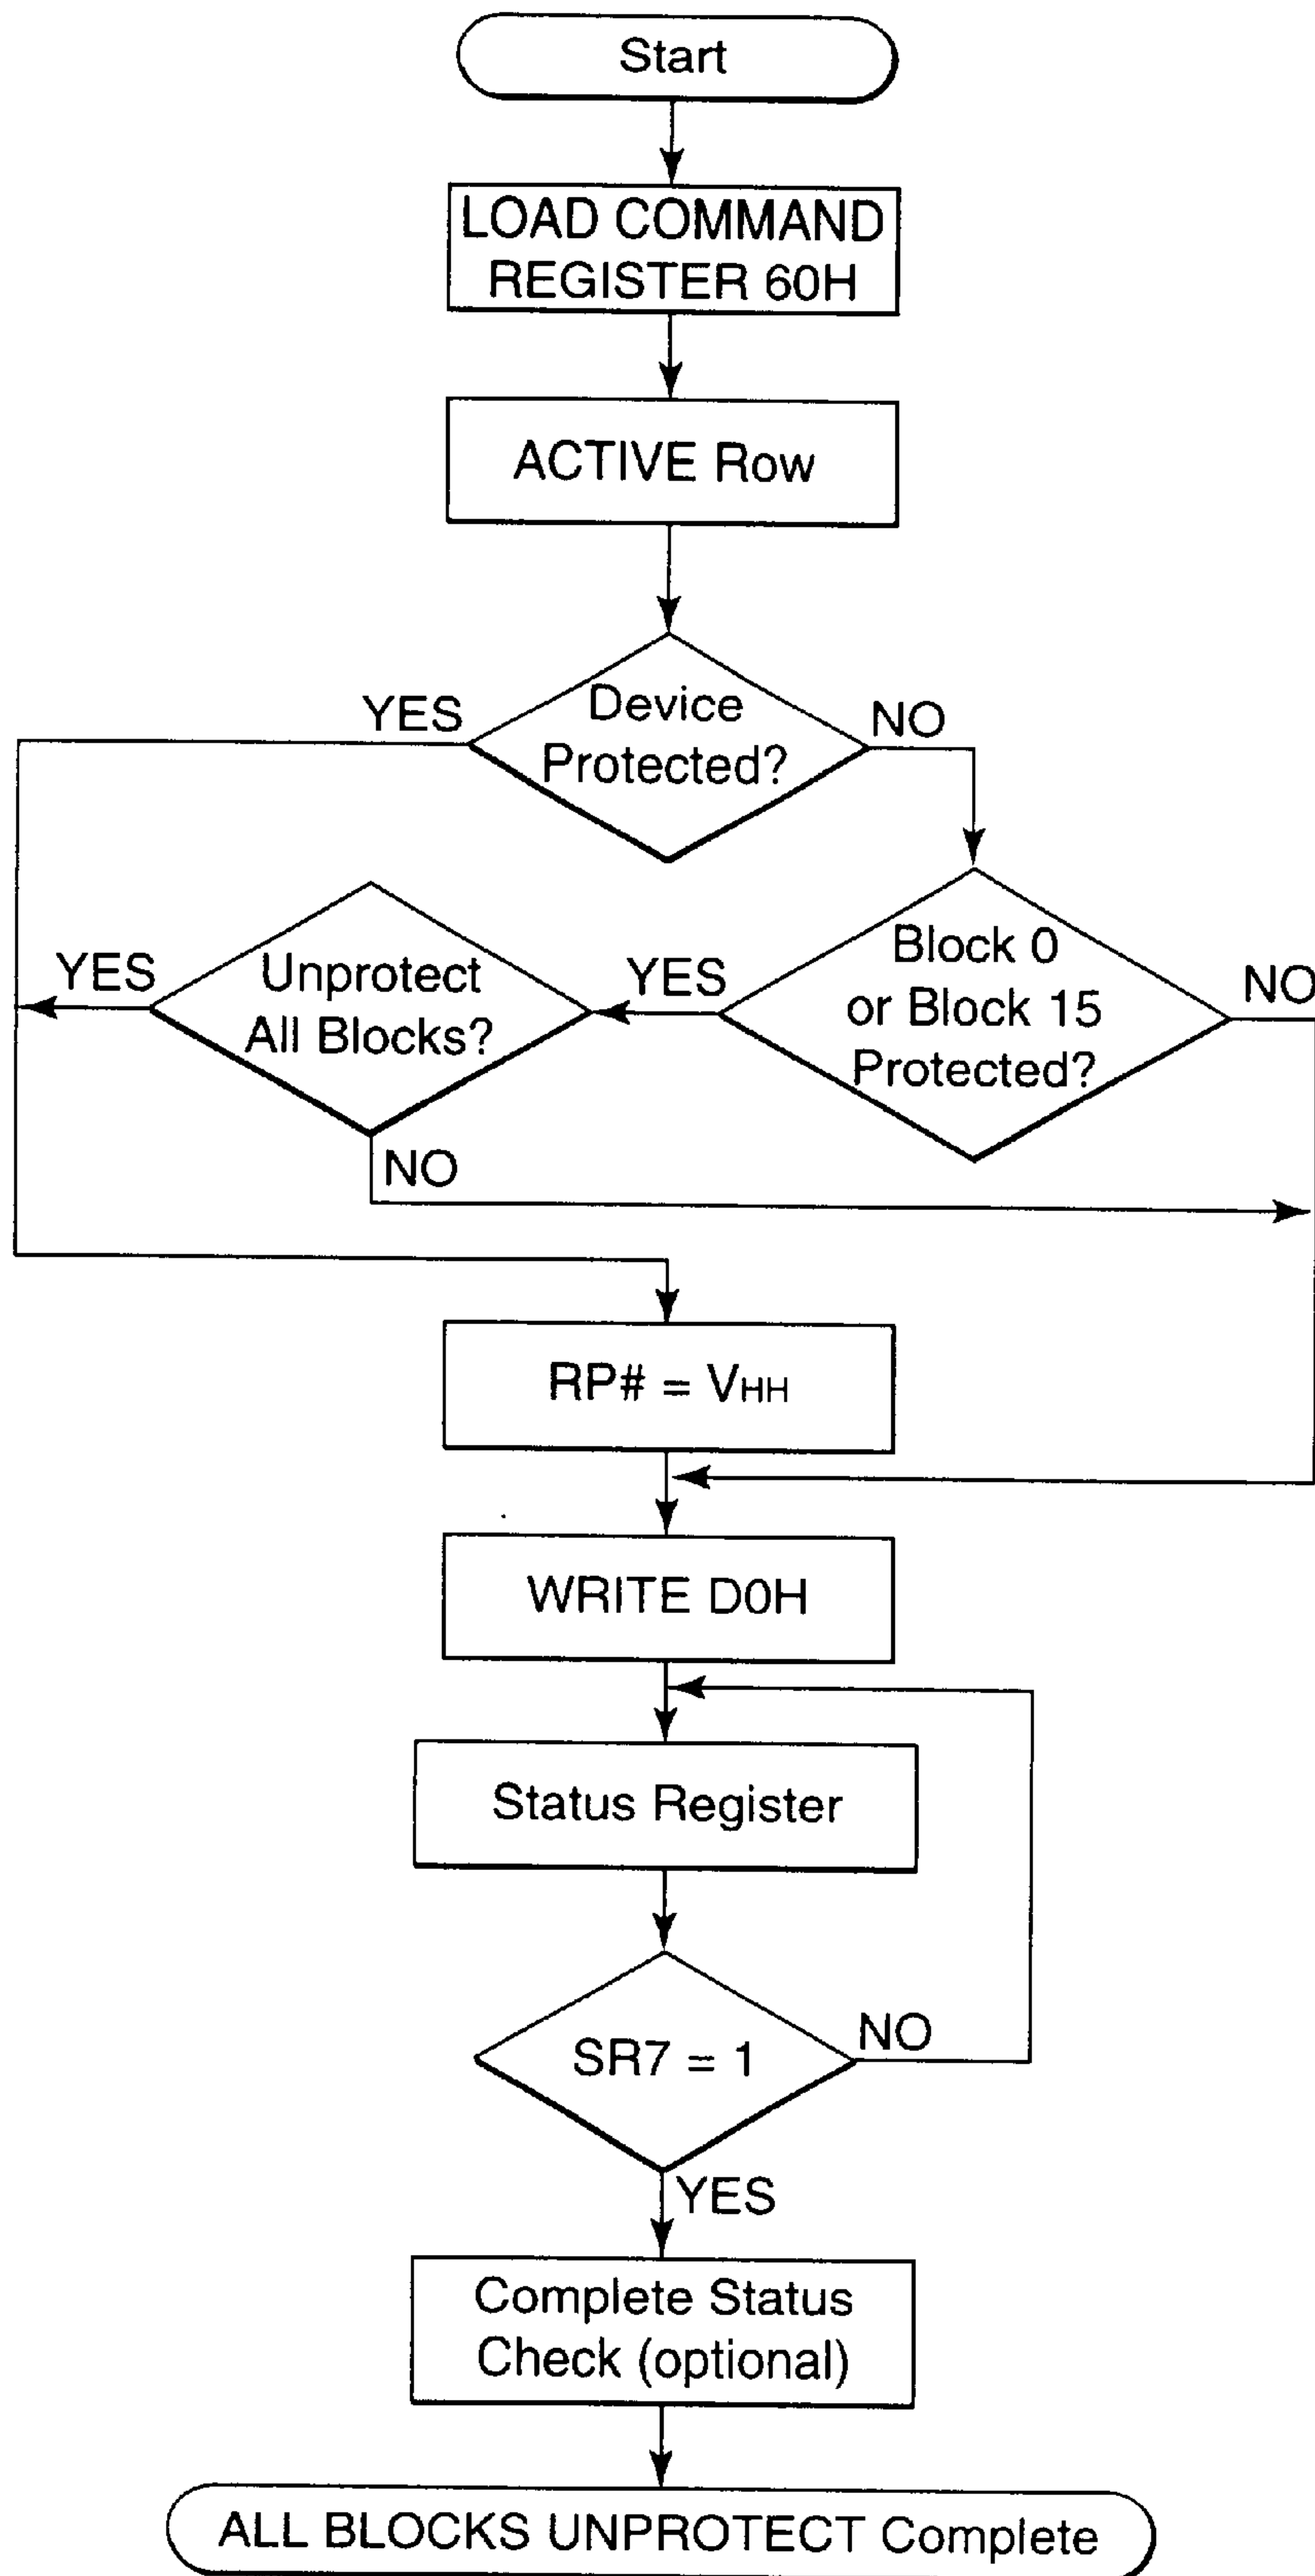 Start
LOAD COMMAND
REGISTER 60H
ACTIVE Row
Device
Protected?
YES
NO
Block 0
or Block 15
Protected?
YES
NO
Unprotect
All Blocks?
YES
NO
RP# = VHH
WRITE D0H
Status Register
SR7 = 1
NO
YES
Complete Status
Check (optional)
ALL BLOCKS UNPROTECT Complete